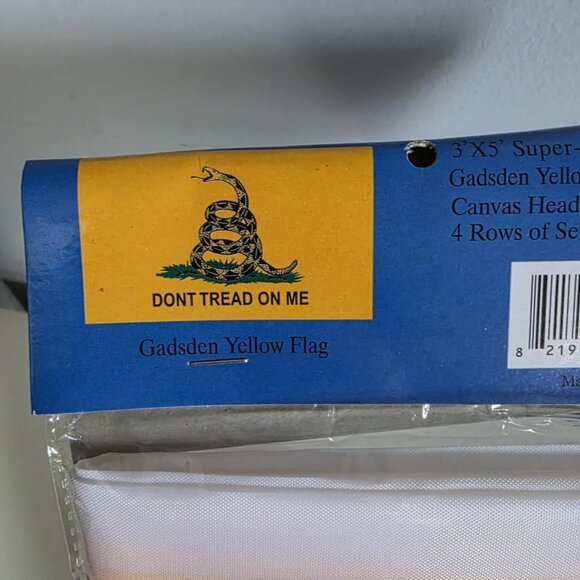 DONT TREAD ON ME
Gadsden Yellow Flag
3'X5' Super-
Gadsden Yello
Canvas Head
4 Rows of Se
8 219